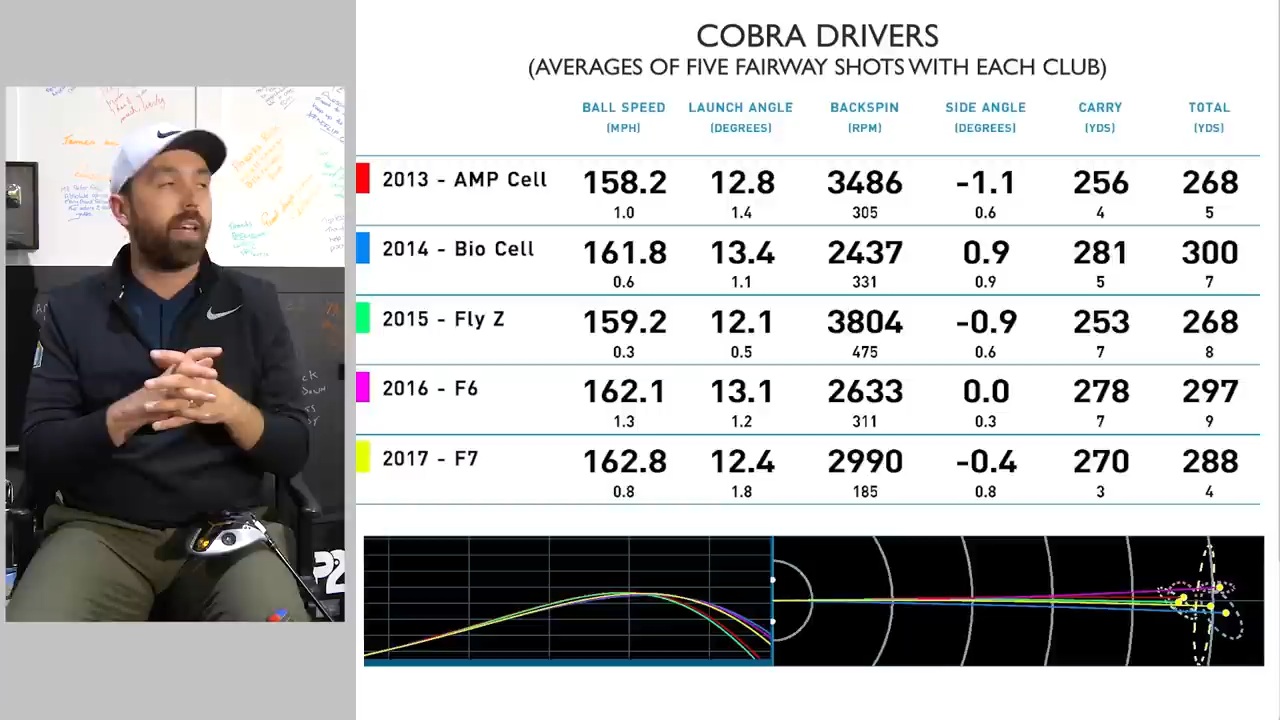 COBRA DRIVERS
(AVERAGES OF FIVE FAIRWAY SHOTS WITH EACH CLUB)
BALL SPEED LAUNCH ANGLE BACKSPIN SIDE ANGLE CARRY TOTAL
(MPH) (DEGREES) (RPM) (DEGREES) (YDS) (YDS)
2013 - AMP Cell 158.2 12.8 3486 -1.1 256 268
1.0 1.4 305 0.6 4 5
2014 - Bio Cell 161.8 13.4 2437 0.9 281 300
0.6 1.1 331 0.9 5 7
2015 - Fly Z 159.2 12.1 3804 -0.9 253 268
0.3 0.5 475 0.6 7 8
2016 - F6 162.1 13.1 2633 0.0 278 297
1.3 1.2 311 0.3 7 9
2017 - F7 162.8 12.4 2990 -0.4 270 288
0.8 1.8 185 0.8 3 4